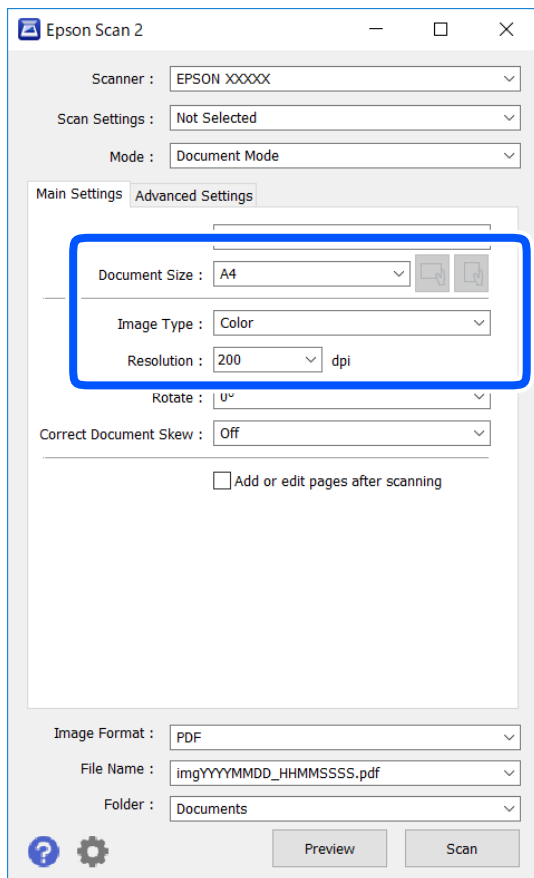 Epson Scan 2
Scanner : EPSON XXXXX
Scan Settings : Not Selected
Mode : Document Mode
Main Settings Advanced Settings
Document Size : A4
Image Type : Color
Resolution : 200 dpi
Rotate : 0°
Correct Document Skew : Off
Add or edit pages after scanning
Image Format : PDF
File Name : imgYYYYMMDD_HHMMSSSS.pdf
Folder : Documents
? Preview Scan